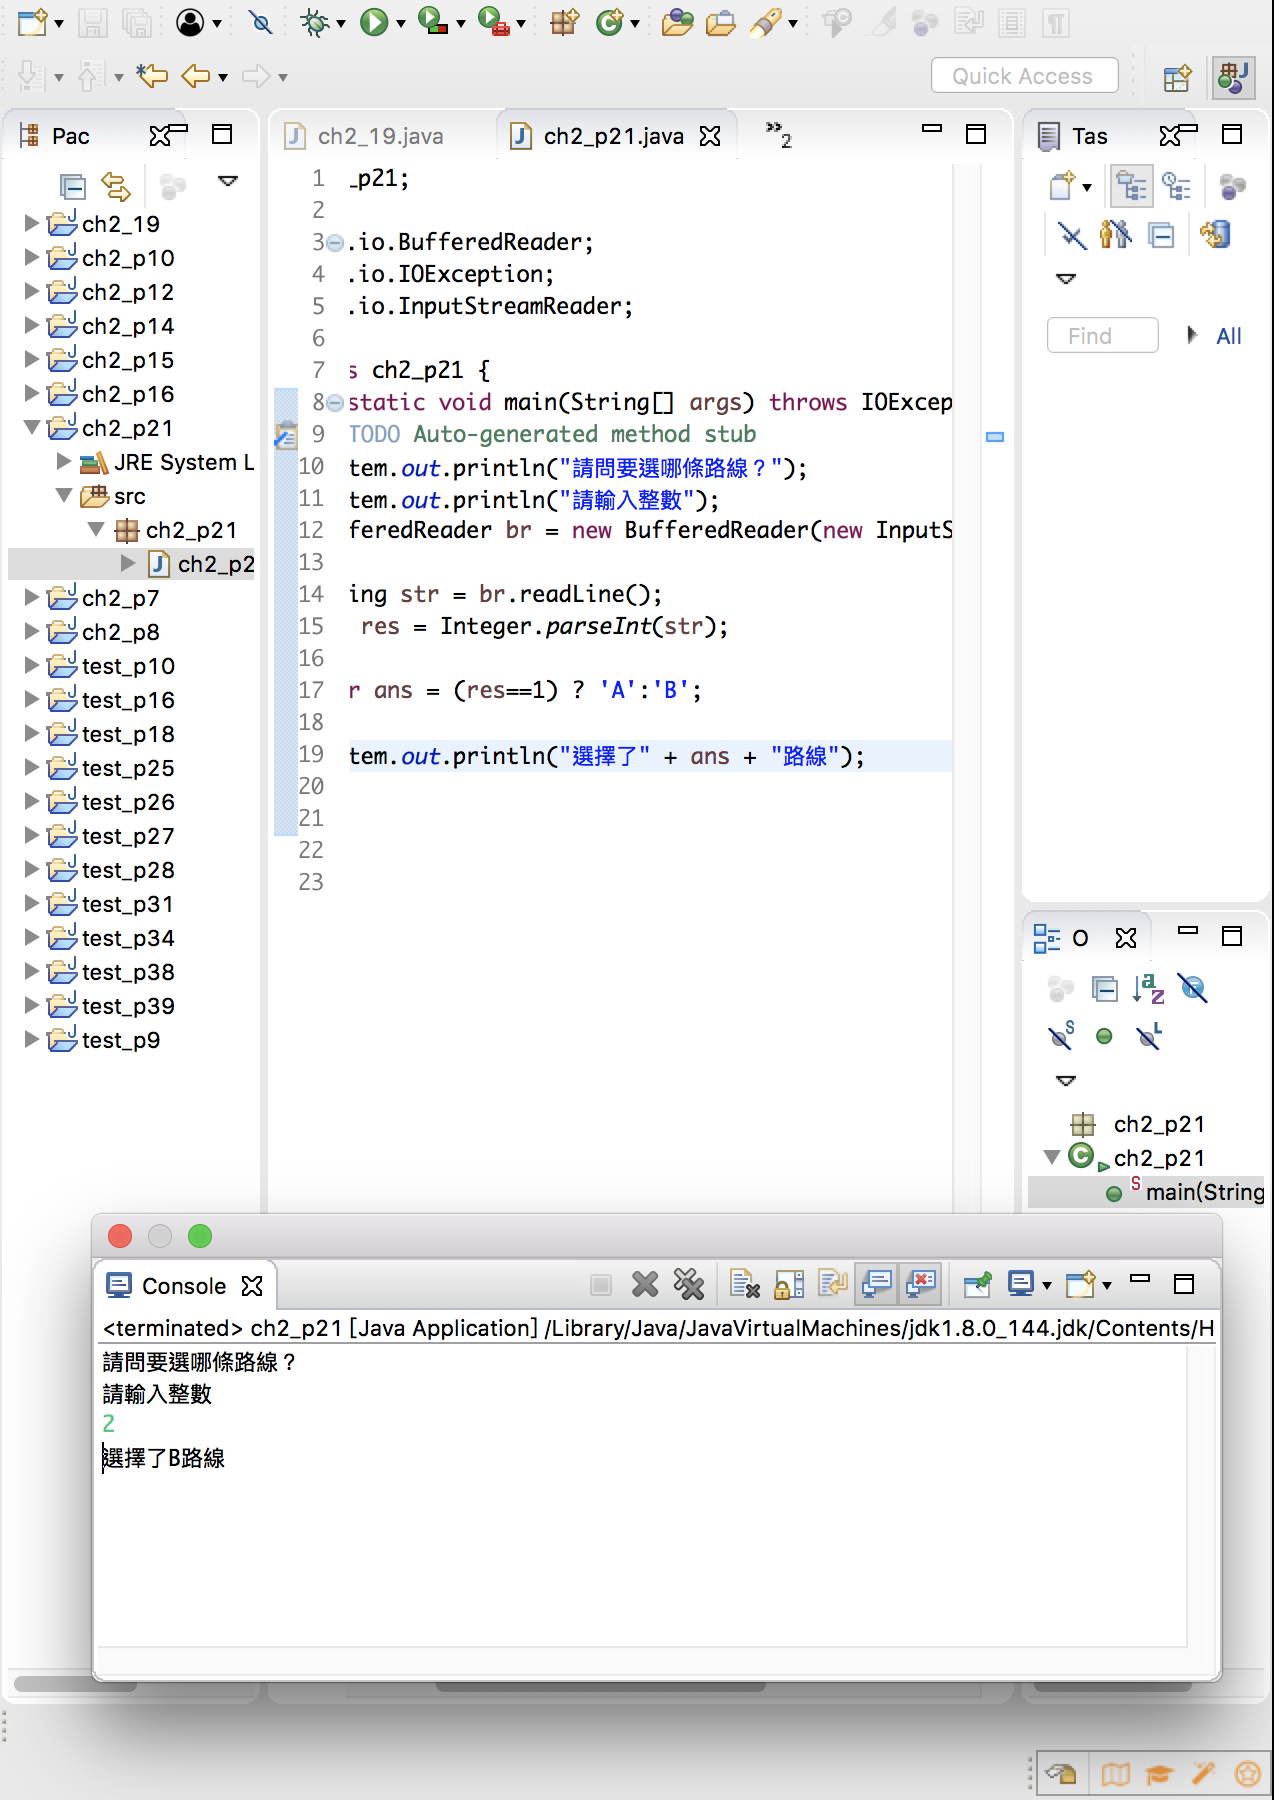 Quick Access
Pac
ch2_19
ch2_p10
ch2_p12
ch2_p14
ch2_p15
ch2_p16
ch2_p21
JRE System L
src
ch2_p21
ch2_p2
ch2_p7
ch2_p8
test_p10
test_p16
test_p18
test_p25
test_p26
test_p27
test_p28
test_p31
test_p34
test_p38
test_p39
test_p9
ch2_19.java
ch2_p21.java
»2
1 _p21;
2
3 .io.BufferedReader;
4 .io.IOException;
5 .io.InputStreamReader;
6
7 s ch2_p21 {
8 static void main(String[] args) throws IOExcep
9 TODO Auto-generated method stub
10 tem.out.println("請問要選哪條路線？");
11 tem.out.println("請輸入整數");
12 fferedReader br = new BufferedReader(new InputS
13
14 ing str = br.readLine();
15 res = Integer.parseInt(str);
16
17 r ans = (res==1) ? 'A':'B';
18
19 tem.out.println("選擇了" + ans + "路線");
20
21
22
23
Tas
Find
All
O
ch2_p21
ch2_p21
main(String
Console
<terminated> ch2_p21 [Java Application] /Library/Java/JavaVirtualMachines/jdk1.8.0_144.jdk/Contents/H
請問要選哪條路線？
請輸入整數
2
選擇了B路線